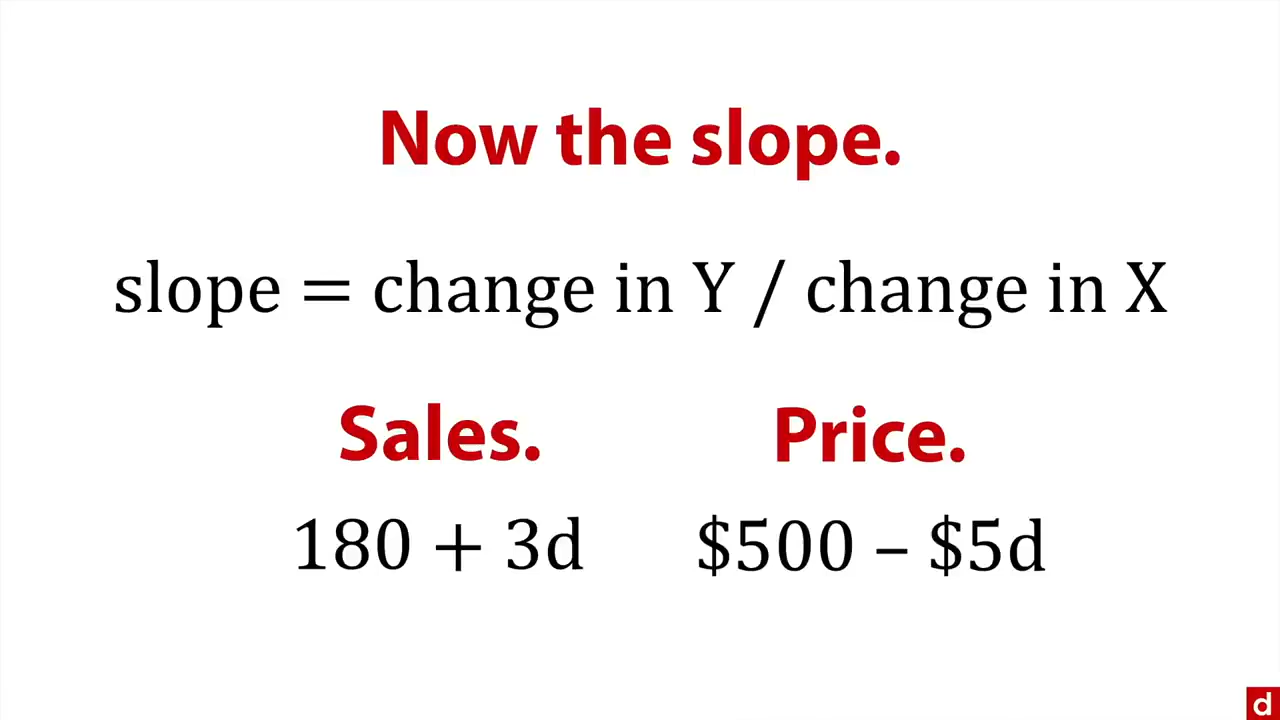 Now the slope.
slope = change in Y / change in X
Sales. Price.
180 + 3d $500 – $5d
d